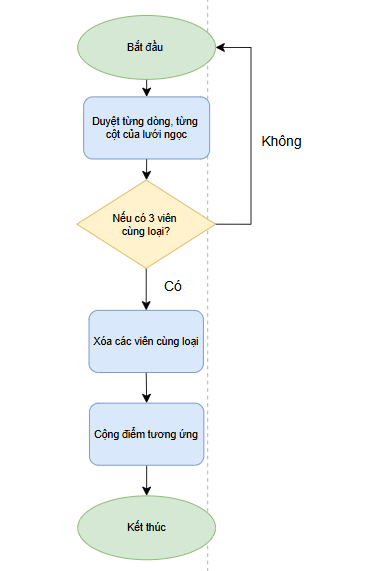 Bắt đầu
Duyệt từng dòng, từng
cột của lưới ngọc
Không
Nếu có 3 viên
cùng loại?
Có
Xóa các viên cùng loại
Cộng điểm tương ứng
Kết thúc